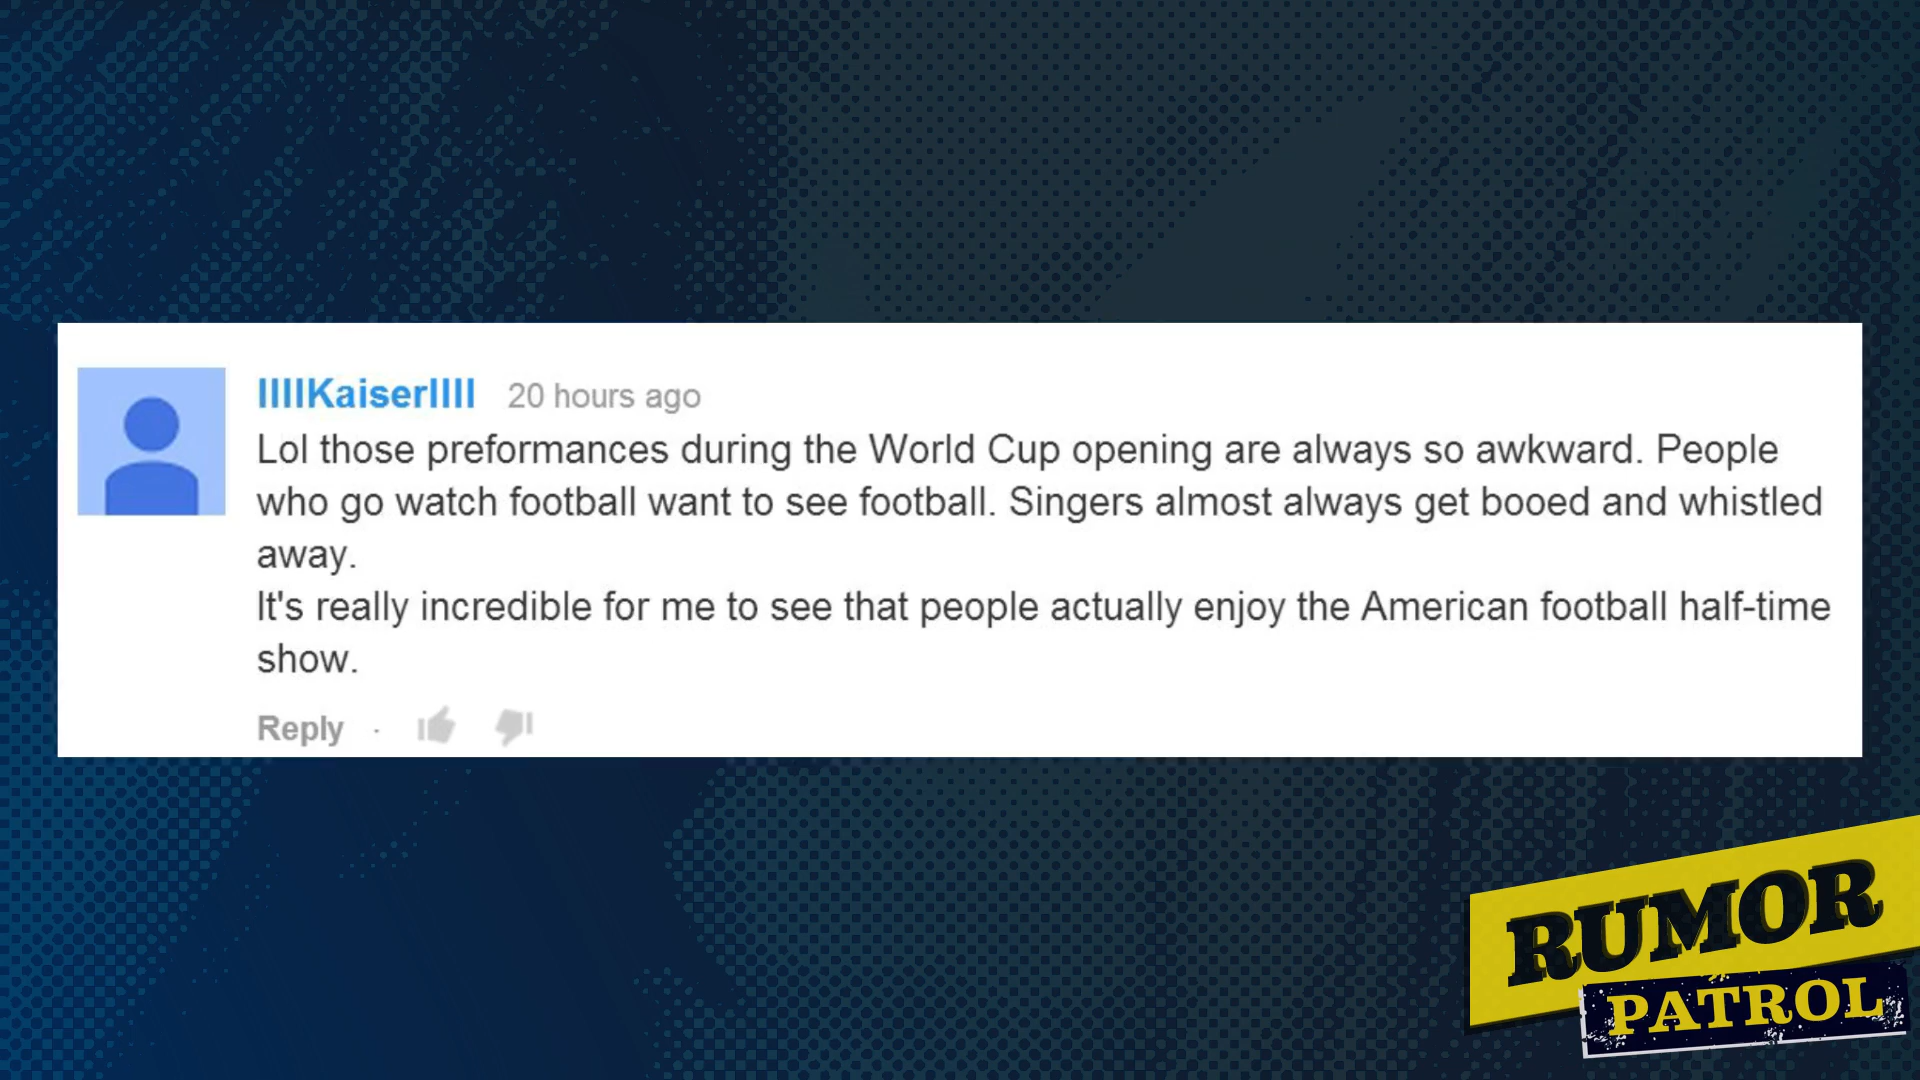 IIIIKaiserIIII 20 hours ago
Lol those preformances during the World Cup opening are always so awkward. People
who go watch football want to see football. Singers almost always get booed and whistled
away.
It's really incredible for me to see that people actually enjoy the American football half-time
show.
Reply ·
RUMOR
PATROL